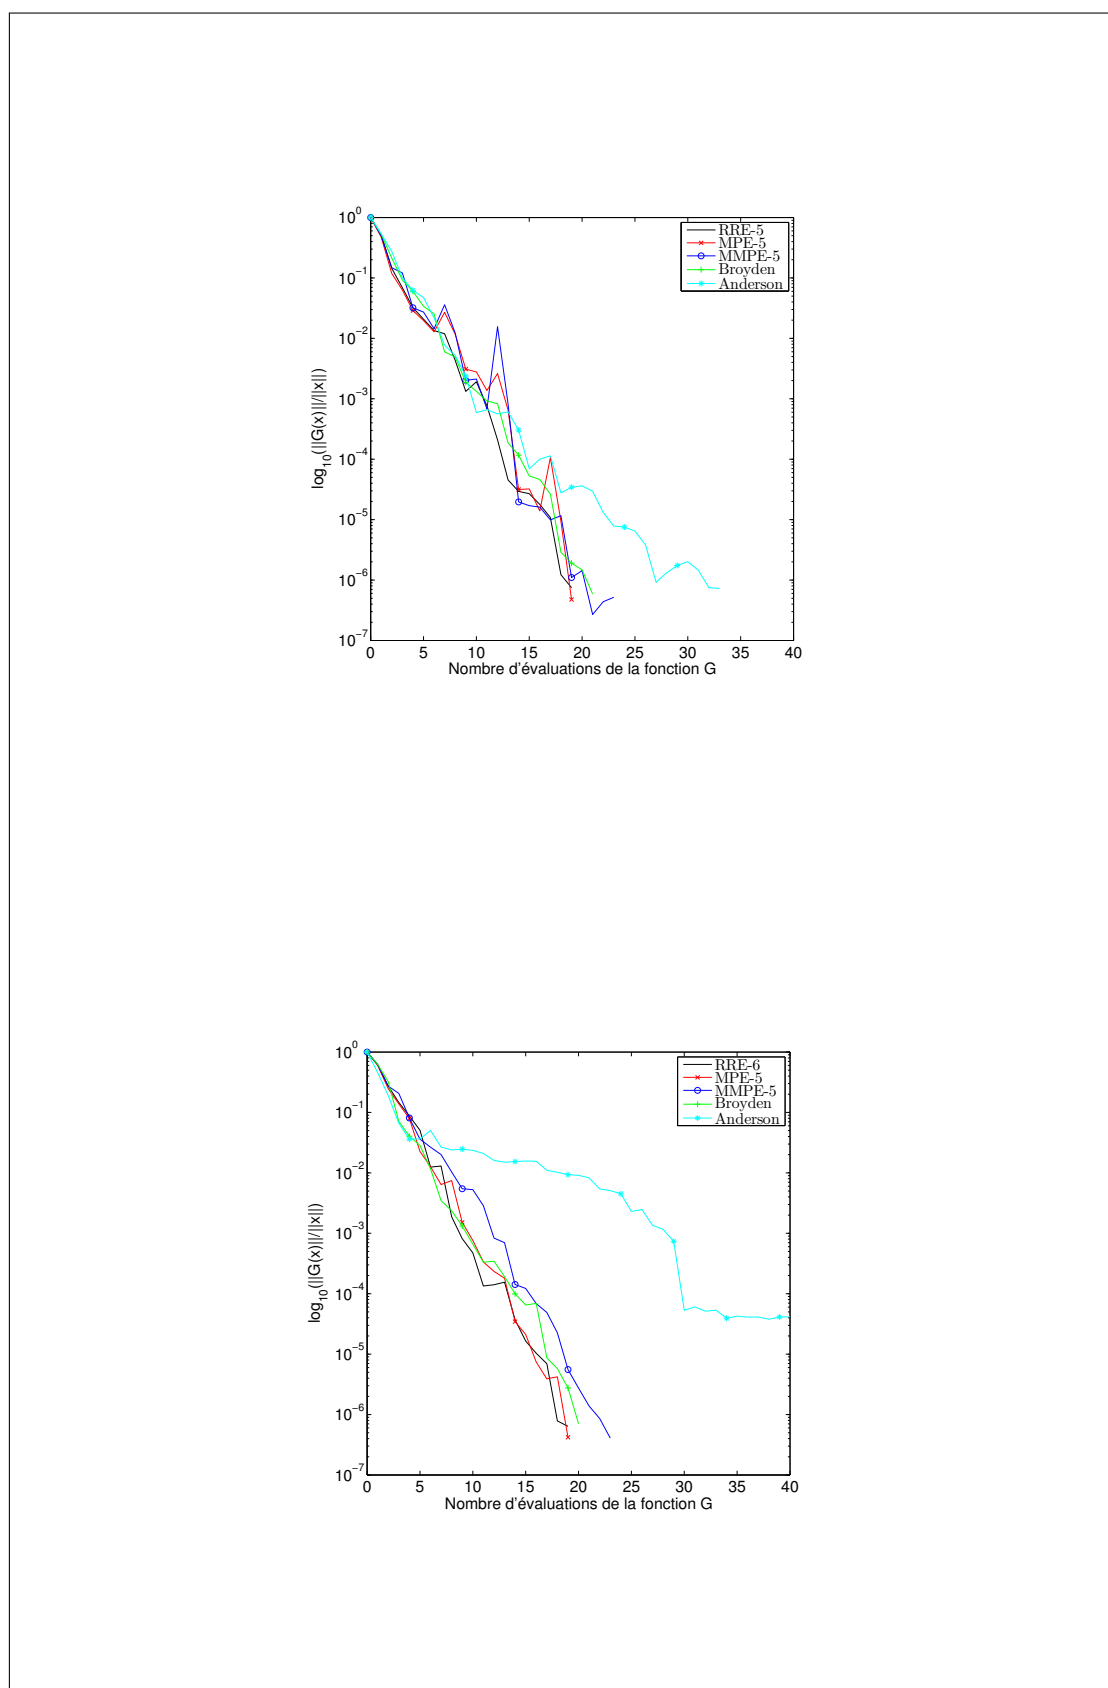 10^0
10^-1
10^-2
10^-3
10^-4
10^-5
10^-6
10^-7
log_10(||G(x)||/||x||)
RRE-5
MPE-5
MMPE-5
Broyden
Anderson
0 5 10 15 20 25 30 35 40
Nombre d'évaluations de la fonction G
10^0
10^-1
10^-2
10^-3
10^-4
10^-5
10^-6
10^-7
log_10(||G(x)||/||x||)
RRE-6
MPE-5
MMPE-5
Broyden
Anderson
0 5 10 15 20 25 30 35 40
Nombre d'évaluations de la fonction G